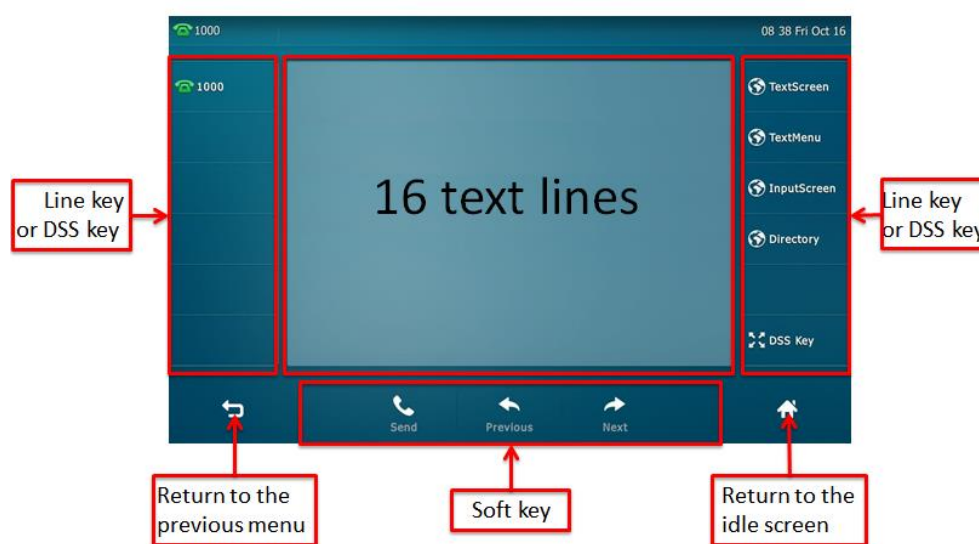 1000
08 38 Fri Oct 16
1000
TextScreen
TextMenu
16 text lines
InputScreen
Line key
or DSS key
Line key
or DSS key
Directory
DSS Key
Send
Previous
Next
Return to the
previous menu
Soft key
Return to the
idle screen